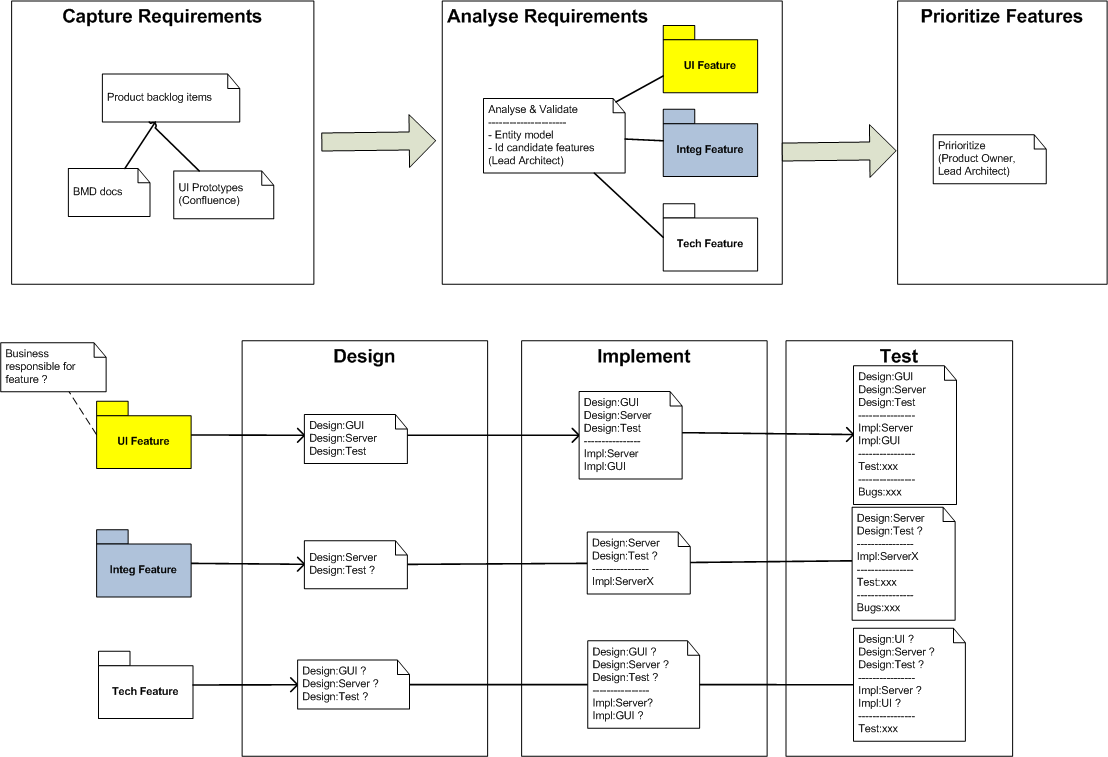 Capture Requirements
Product backlog items
BMD docs
UI Prototypes
(Confluence)
Analyse Requirements
Analyse & Validate
----------------------
- Entity model
- Id candidate features
(Lead Architect)
UI Feature
Integ Feature
Tech Feature
Prioritize Features
Pririoritize
(Product Owner,
Lead Architect)
Business
responsible for
feature ?
UI Feature
Integ Feature
Tech Feature
Design
Design:GUI
Design:Server
Design:Test
Design:Server
Design:Test ?
Design:GUI ?
Design:Server ?
Design:Test ?
Implement
Design:GUI
Design:Server
Design:Test
----------------
Impl:Server
Impl:GUI
Design:Server
Design:Test ?
----------------
Impl:ServerX
Design:GUI ?
Design:Server ?
Design:Test ?
----------------
Impl:Server?
Impl:GUI ?
Test
Design:GUI
Design:Server
Design:Test
----------------
Impl:Server
Impl:GUI
----------------
Test:xxx
----------------
Bugs:xxx
Design:Server
Design:Test ?
----------------
Impl:ServerX
----------------
Test:xxx
----------------
Bugs:xxx
Design:UI ?
Design:Server ?
Design:Test ?
----------------
Impl:Server ?
Impl:UI ?
----------------
Test:xxx